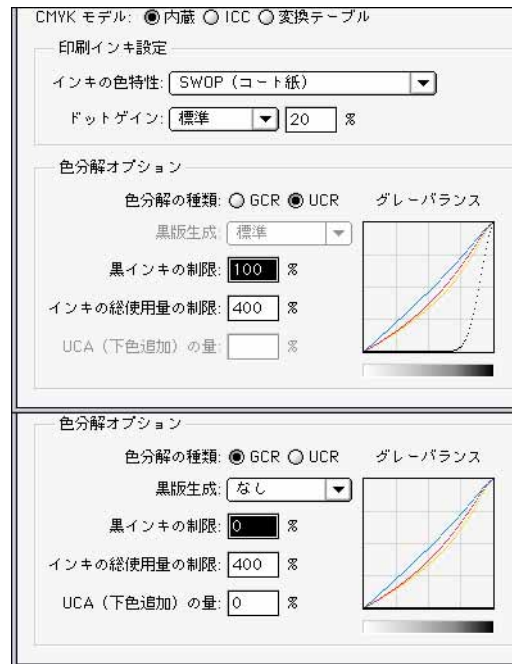 CMYK モデル: 内蔵 ICC 変換テーブル
印刷インキ設定
インキの色特性: SWOP（コート紙）
ドットゲイン: 標準 20 %
色分解オプション
色分解の種類: GCR UCR グレーバランス
黒版生成: 標準
黒インキの制限: 100 %
インキの総使用量の制限: 400 %
UCA（下色追加）の量: %
色分解オプション
色分解の種類: GCR UCR グレーバランス
黒版生成: なし
黒インキの制限: 0 %
インキの総使用量の制限: 400 %
UCA（下色追加）の量: 0 %